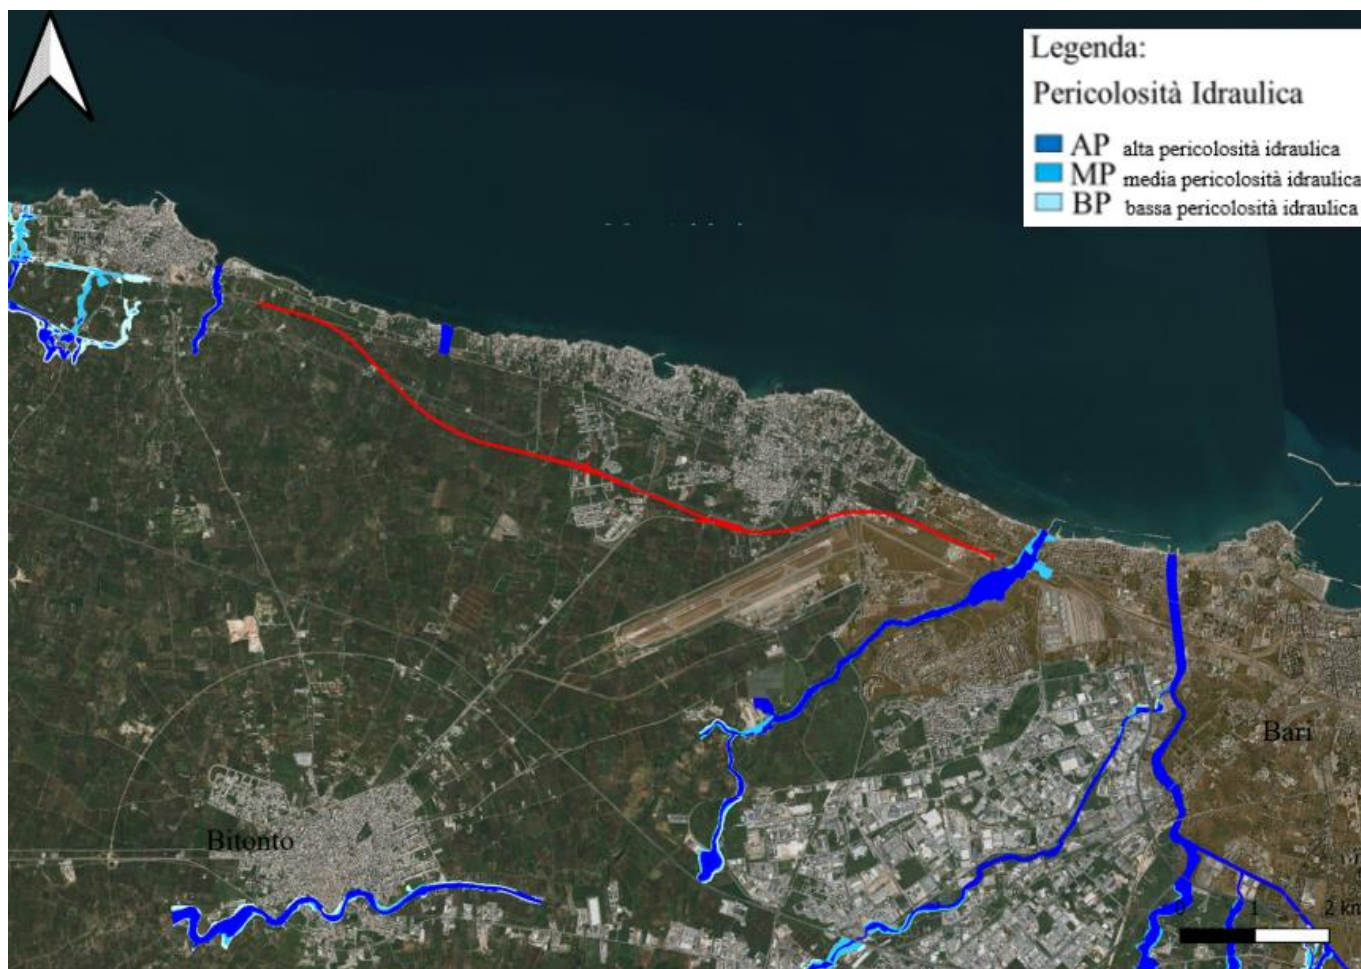 Legenda:
Pericolosità Idraulica
AP alta pericolosità idraulica
MP media pericolosità idraulica
BP bassa pericolosità idraulica
Bari
Bitonto
0 1 2 km